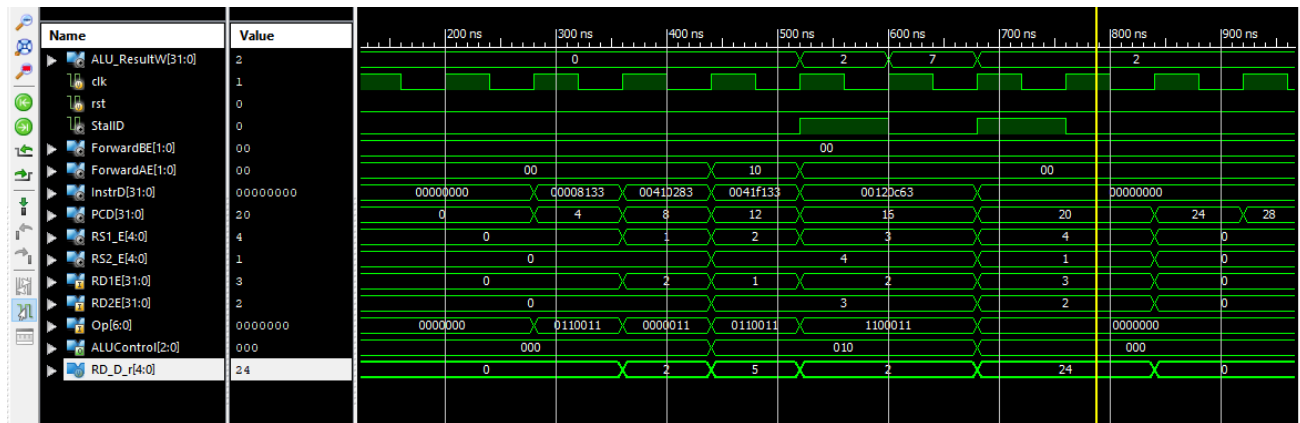 Name Value
200 ns 300 ns 400 ns 500 ns 600 ns 700 ns 800 ns 900 ns
ALU_ResultW[31:0] 2 0 2 7 2
clk 1
rst 0
StallD 0
ForwardBE[1:0] 00 00
ForwardAE[1:0] 00 00 10 00
InstrD[31:0] 00000000 00000000 00008133 00410283 0041f133 00120c63 00000000
PCD[31:0] 20 0 4 8 12 16 20 24 28
RS1_E[4:0] 4 0 1 2 3 4 0
RS2_E[4:0] 1 0 4 1 0
RD1E[31:0] 3 0 2 1 2 3 0
RD2E[31:0] 2 0 3 2 0
Op[6:0] 0000000 0000000 0110011 0000011 0110011 1100011 0000000
ALUControl[2:0] 000 000 010 000
RD_D_r[4:0] 24 0 2 5 2 24 0